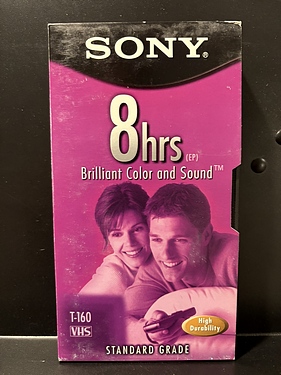 SONY®
8hrs (EP)
Brilliant Color and Sound™
T-160
VHS
High
Durability
STANDARD GRADE